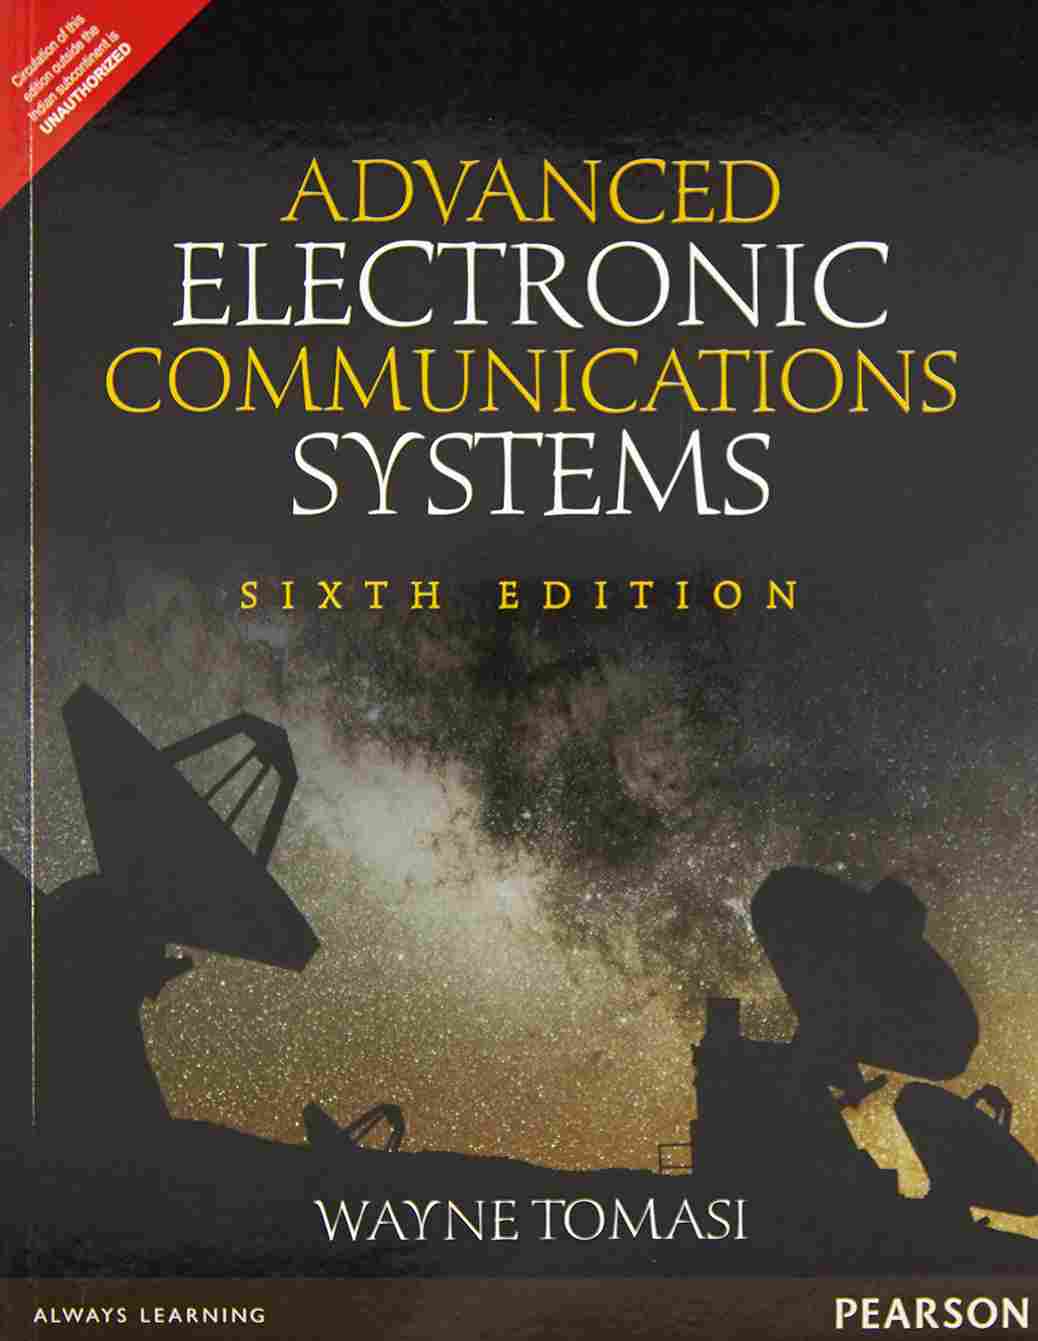 Circulation of this
edition outside the
Indian subcontinent is
UNAUTHORIZED
ADVANCED
ELECTRONIC
COMMUNICATIONS
SYSTEMS
SIXTH EDITION
WAYNE TOMASI
ALWAYS LEARNING
PEARSON